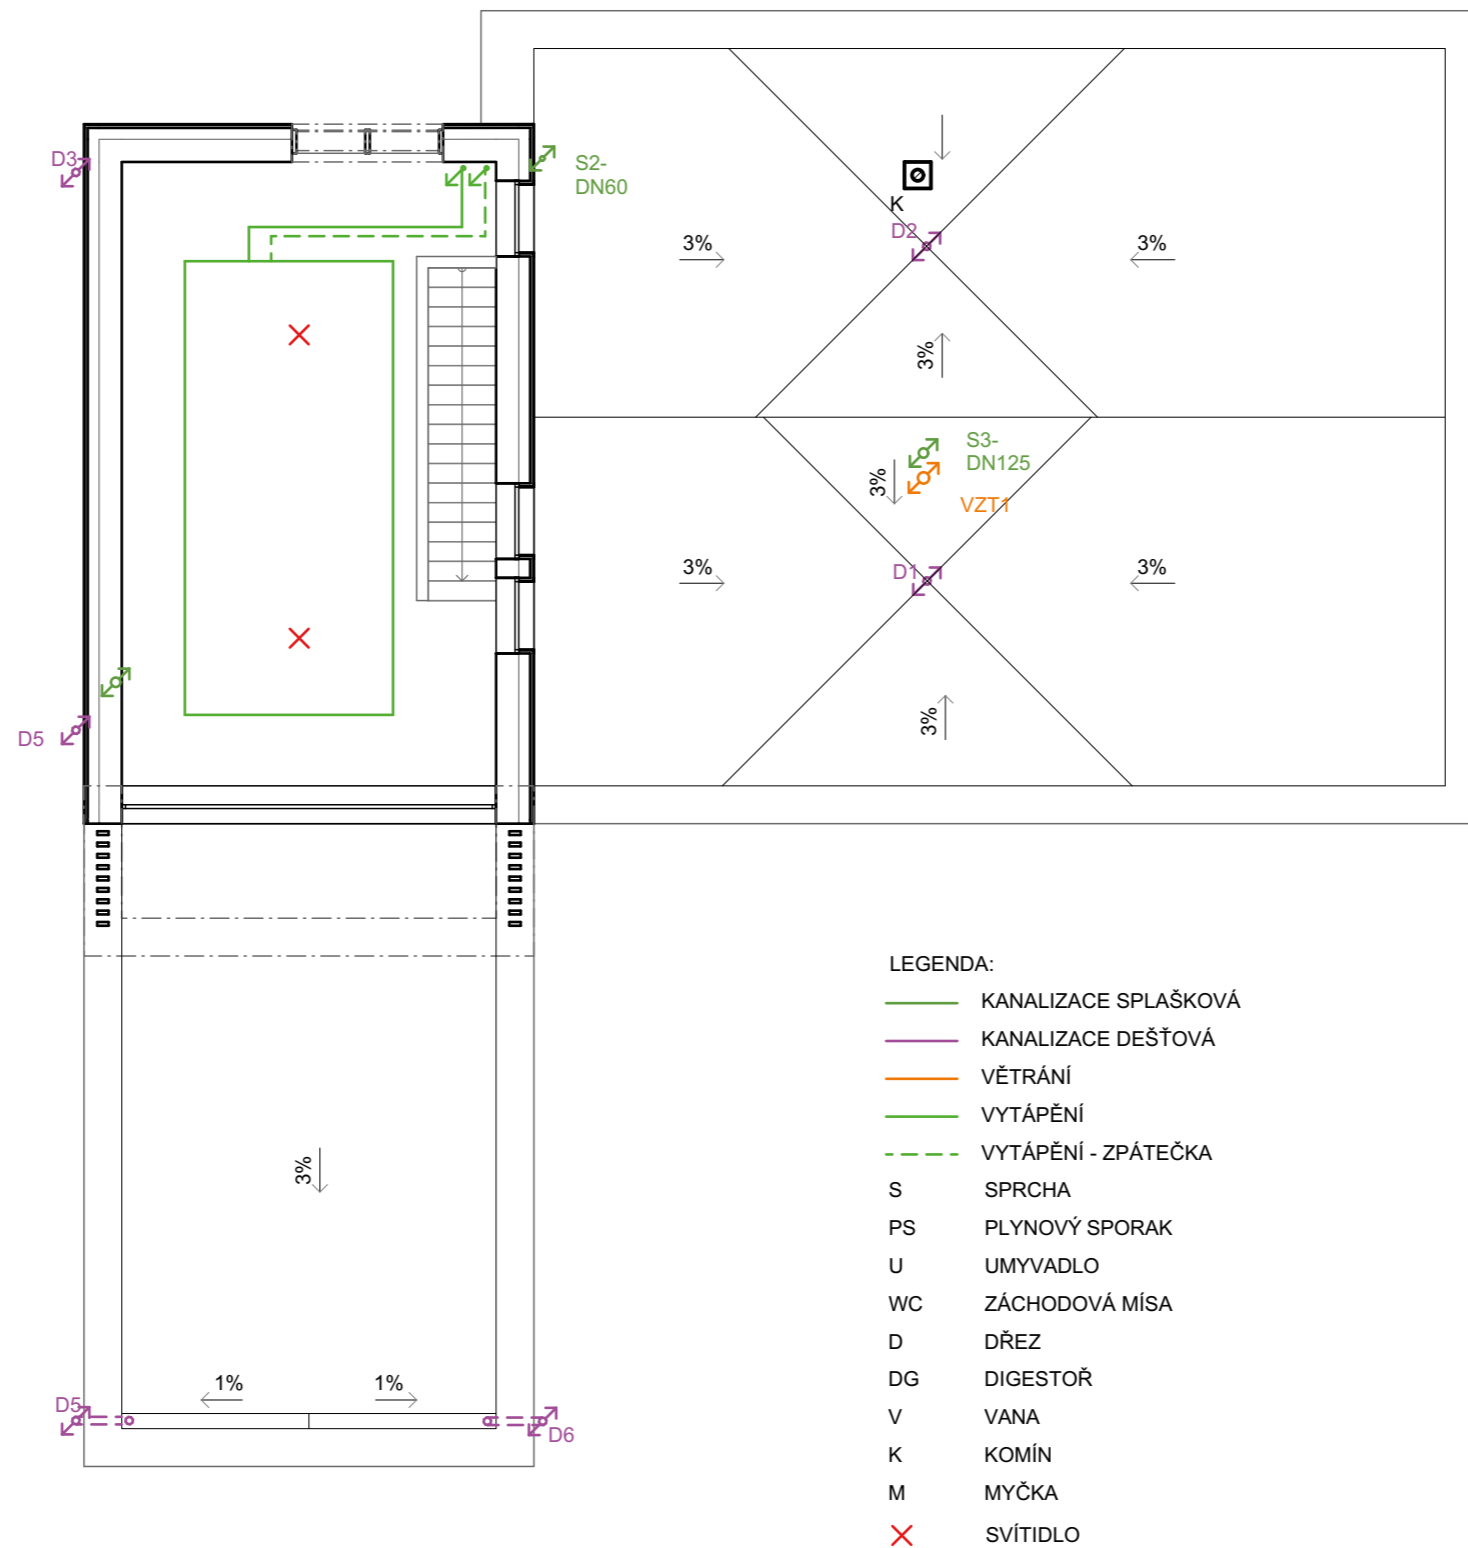 D3
S2-
DN60
K
D2
3%
3%
3%
S3-
DN125
3%
VZT1
3%
D1
3%
D5
3%
3%
1%
1%
D5
D6
LEGENDA:
KANALIZACE SPLAŠKOVÁ
KANALIZACE DEŠŤOVÁ
VĚTRÁNÍ
VYTÁPĚNÍ
VYTÁPĚNÍ - ZPÁTEČKA
S SPRCHA
PS PLYNOVÝ SPORAK
U UMYVADLO
WC ZÁCHODOVÁ MÍSA
D DŘEZ
DG DIGESTOŘ
V VANA
K KOMÍN
M MYČKA
SVÍTIDLO